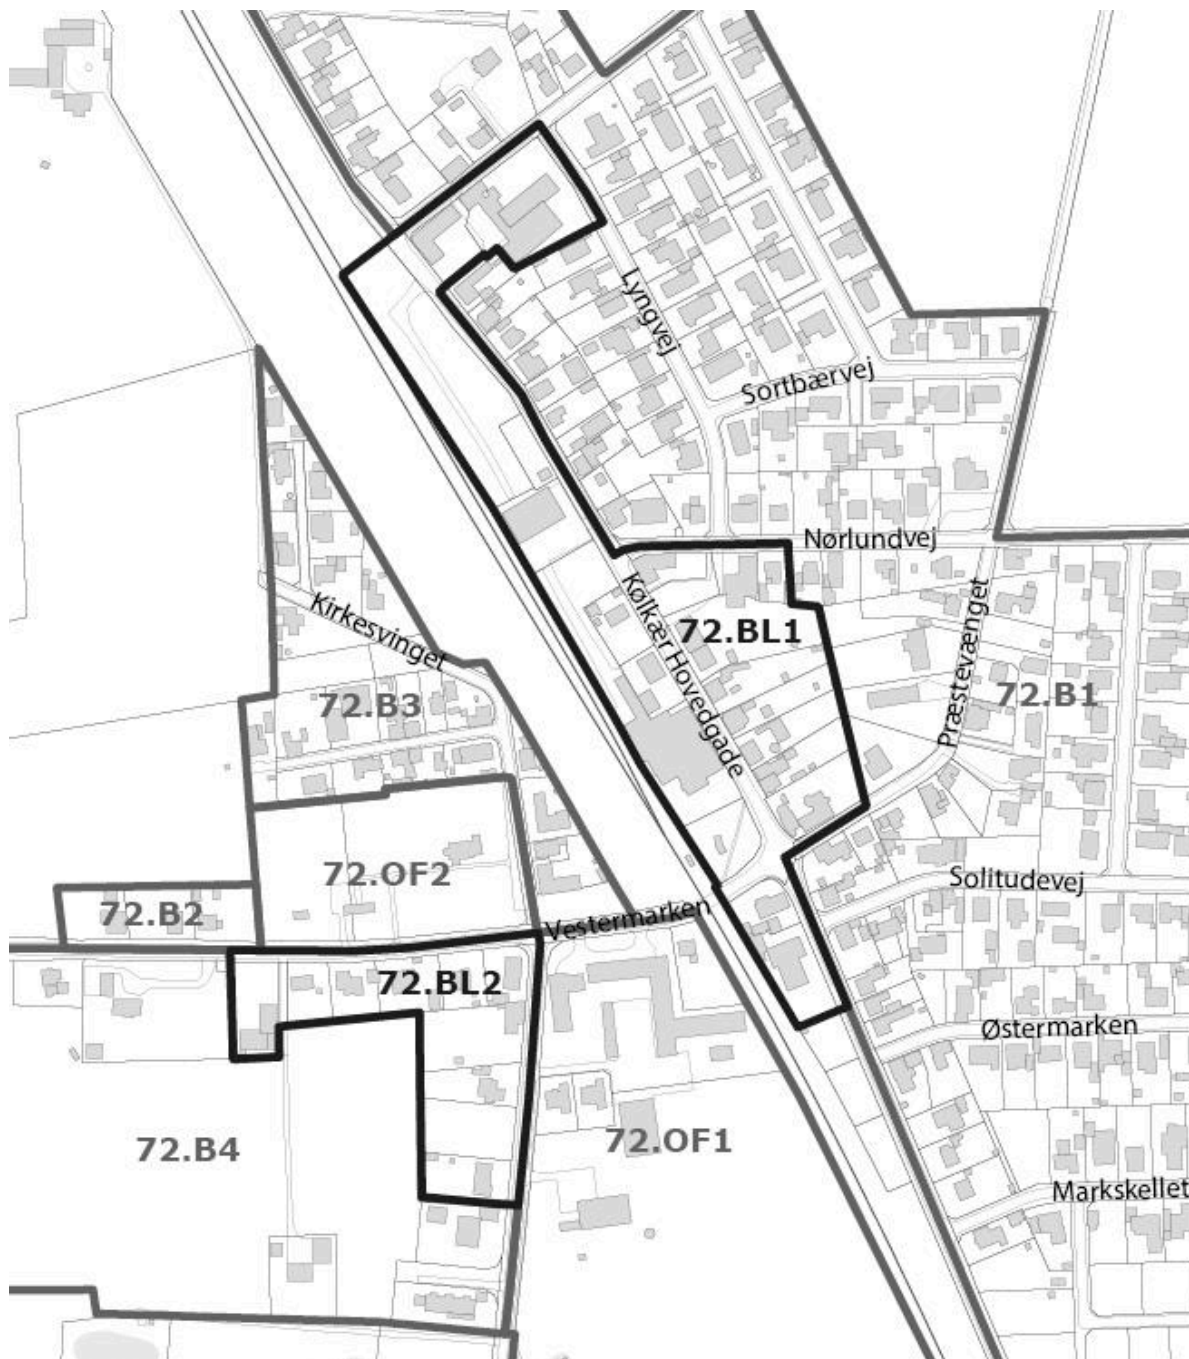 Lyngvej
Sortbærvej
Nørlundvej
Kølkær Hovedgade
Kirkesvinget
72.BL1
Præstevænget
72.B3
72.B1
72.OF2
Solitudevej
72.B2
Vestermarken
72.BL2
Østermarken
72.B4
72.OF1
Markskellet